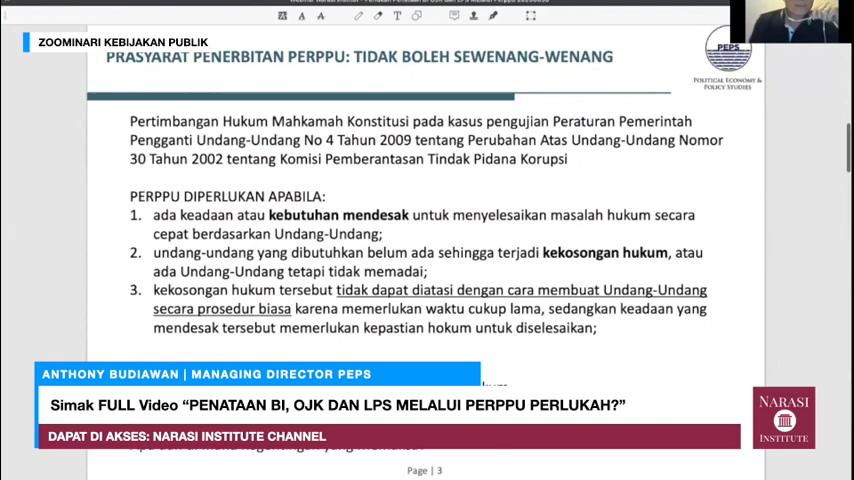 ZOOMINARI KEBIJAKAN PUBLIK
PRASYARAT PENERBITAN PERPPU: TIDAK BOLEH SEWENANG-WENANG
PEPS
POLITICAL ECONOMY &
POLICY STUDIES
Pertimbangan Hukum Mahkamah Konstitusi pada kasus pengujian Peraturan Pemerintah
Pengganti Undang-Undang No 4 Tahun 2009 tentang Perubahan Atas Undang-Undang Nomor
30 Tahun 2002 tentang Komisi Pemberantasan Tindak Pidana Korupsi
PERPPU DIPERLUKAN APABILA:
1. ada keadaan atau kebutuhan mendesak untuk menyelesaikan masalah hukum secara
cepat berdasarkan Undang-Undang;
2. undang-undang yang dibutuhkan belum ada sehingga terjadi kekosongan hukum, atau
ada Undang-Undang tetapi tidak memadai;
3. kekosongan hukum tersebut tidak dapat diatasi dengan cara membuat Undang-Undang
secara prosedur biasa karena memerlukan waktu cukup lama, sedangkan keadaan yang
mendesak tersebut memerlukan kepastian hokum untuk diselesaikan;
ANTHONY BUDIAWAN | MANAGING DIRECTOR PEPS
Simak FULL Video “PENATAAN BI, OJK DAN LPS MELALUI PERPPU PERLUKAH?”
DAPAT DI AKSES: NARASI INSTITUTE CHANNEL
NARASI
INSTITUTE
Page | 3